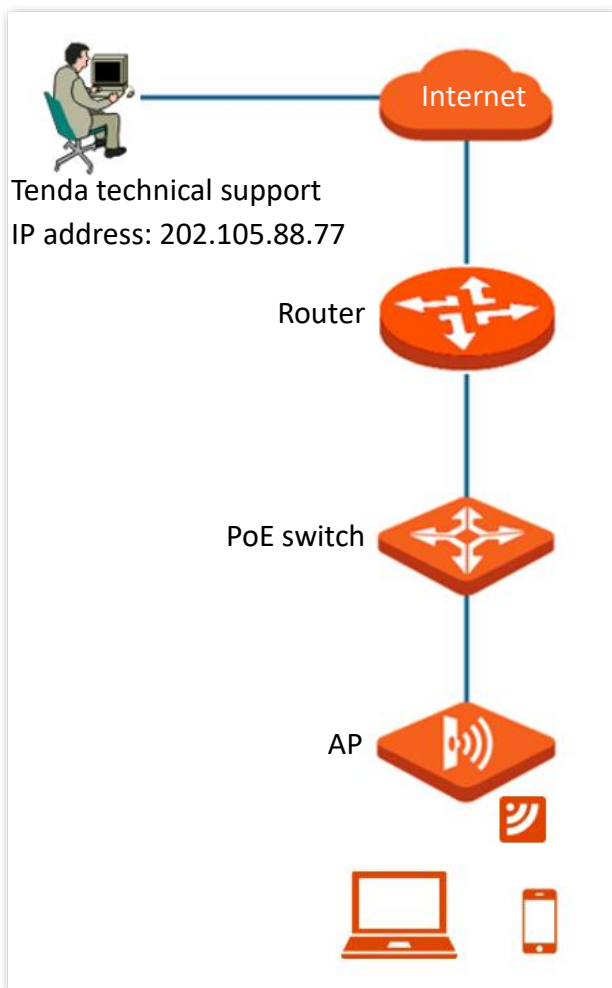 Internet
Tenda technical support
IP address: 202.105.88.77
Router
PoE switch
AP